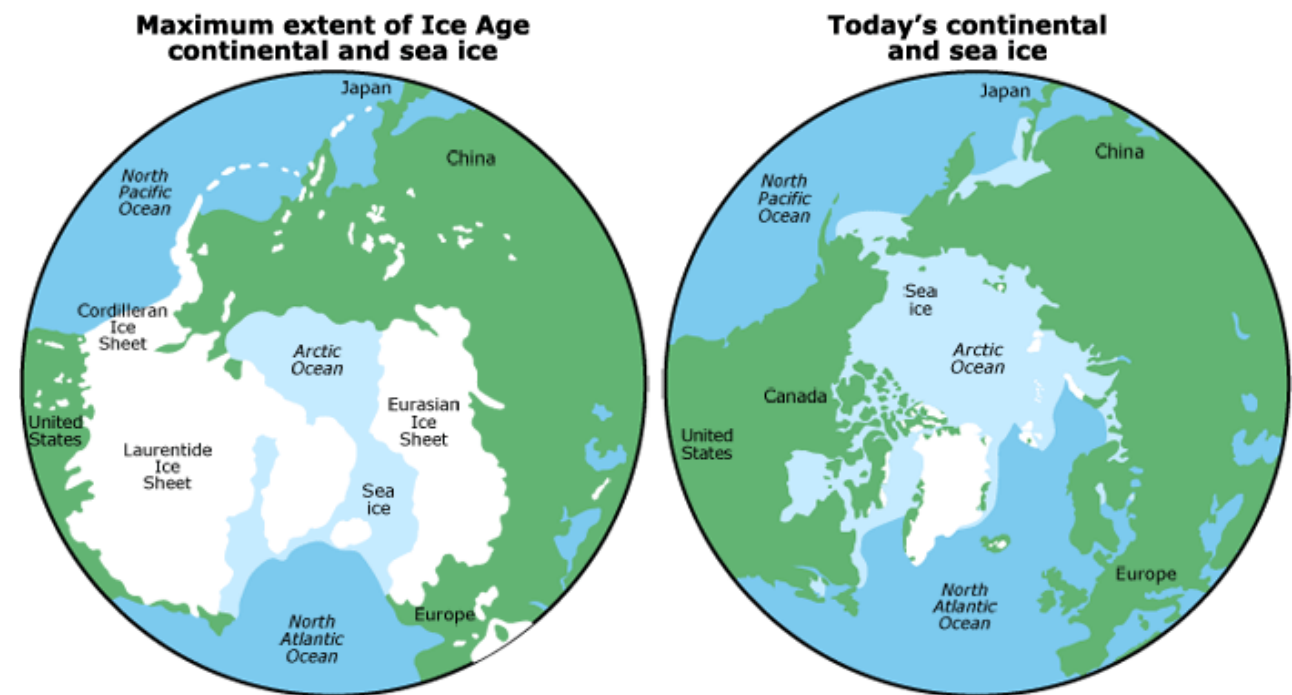 Maximum extent of Ice Age
continental and sea ice
Japan
China
North
Pacific
Ocean
Cordilleran
Ice
Sheet
Arctic
Ocean
Eurasian
Ice
Sheet
United
States
Laurentide
Ice
Sheet
Sea
ice
Europe
North
Atlantic
Ocean
Today's continental
and sea ice
Japan
China
North
Pacific
Ocean
Sea
ice
Arctic
Ocean
Canada
United
States
Europe
North
Atlantic
Ocean